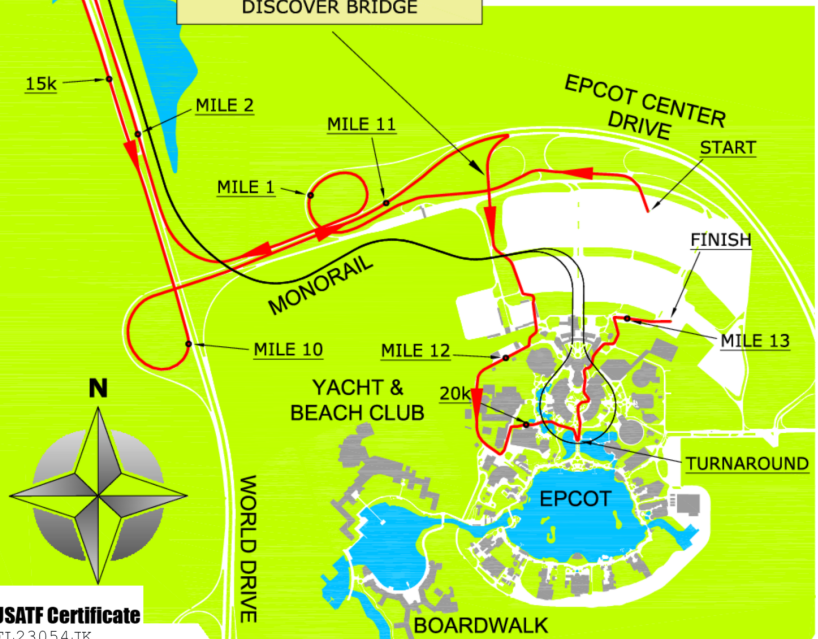 DISCOVER BRIDGE
15k
MILE 2
EPCOT CENTER
DRIVE
MILE 11
START
MILE 1
FINISH
MONORAIL
MILE 13
MILE 10
MILE 12
N
YACHT &
BEACH CLUB
20k
TURNAROUND
WORLD DRIVE
EPCOT
BOARDWALK
USATF Certificate
FL23054JK